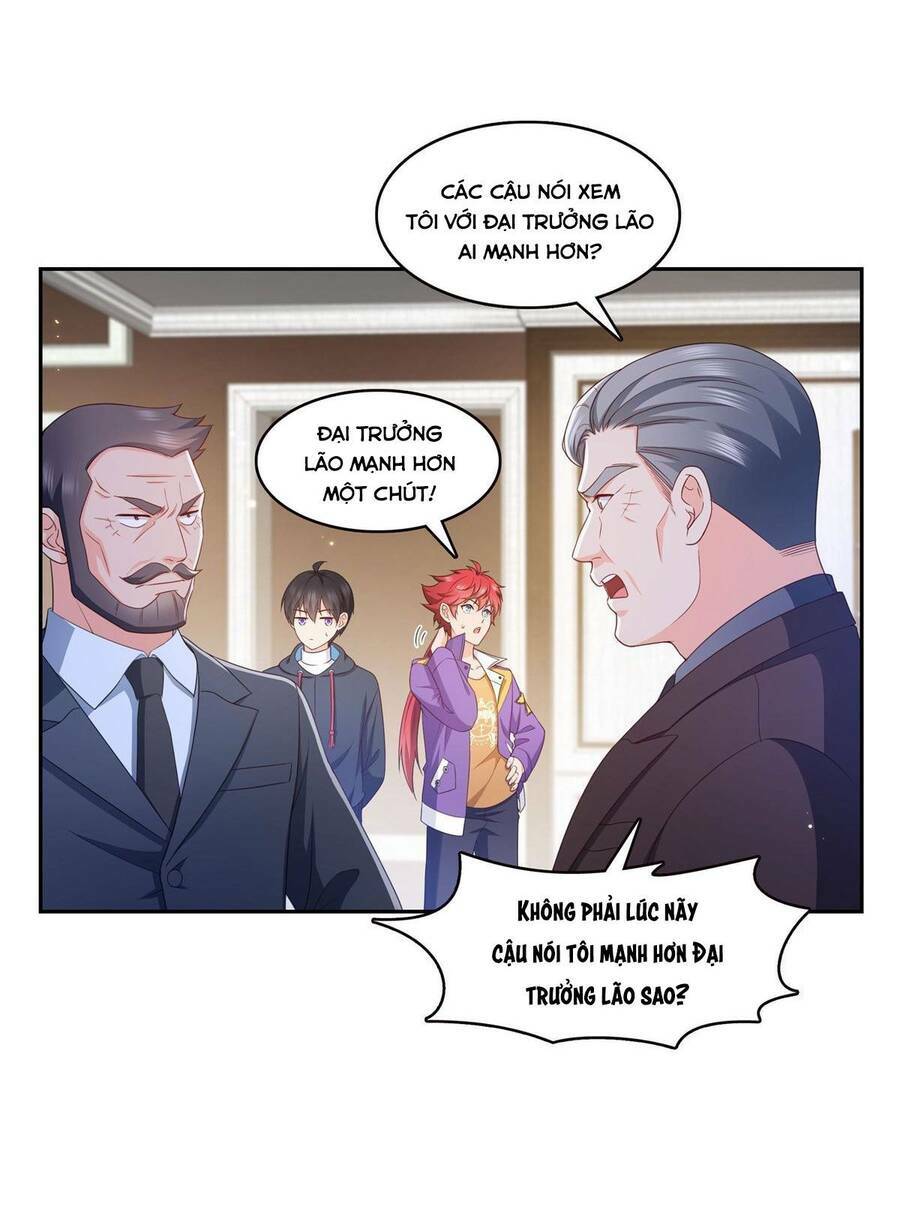 CÁC CẬU NÓI XEM
TÔI VỚI ĐẠI TRƯỞNG LÃO
AI MẠNH HƠN?
ĐẠI TRƯỞNG
LÃO MẠNH HƠN
MỘT CHÚT!
KHÔNG PHẢI LÚC NÃY
CẬU NÓI TÔI MẠNH HƠN ĐẠI
TRƯỞNG LÃO SAO?